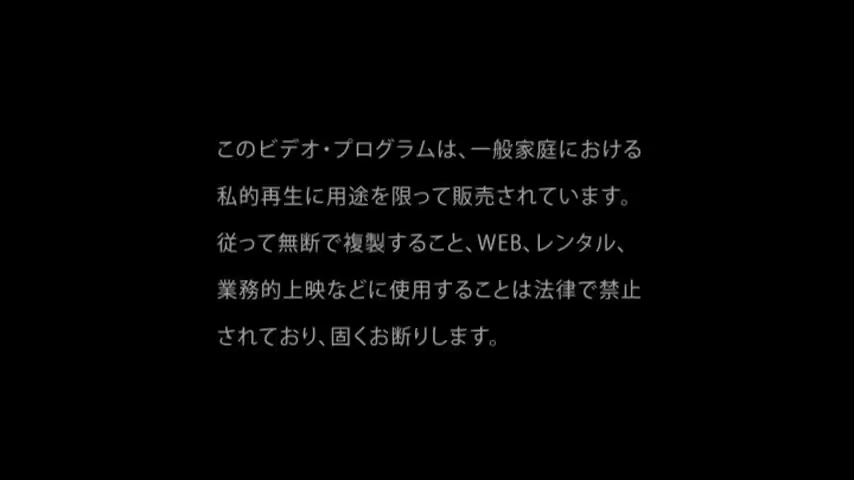 このビデオ・プログラムは、一般家庭における
私的再生に用途を限って販売されています。
従って無断で複製すること、WEB、レンタル、
業務的上映などに使用することは法律で禁止
されており、固くお断りします。